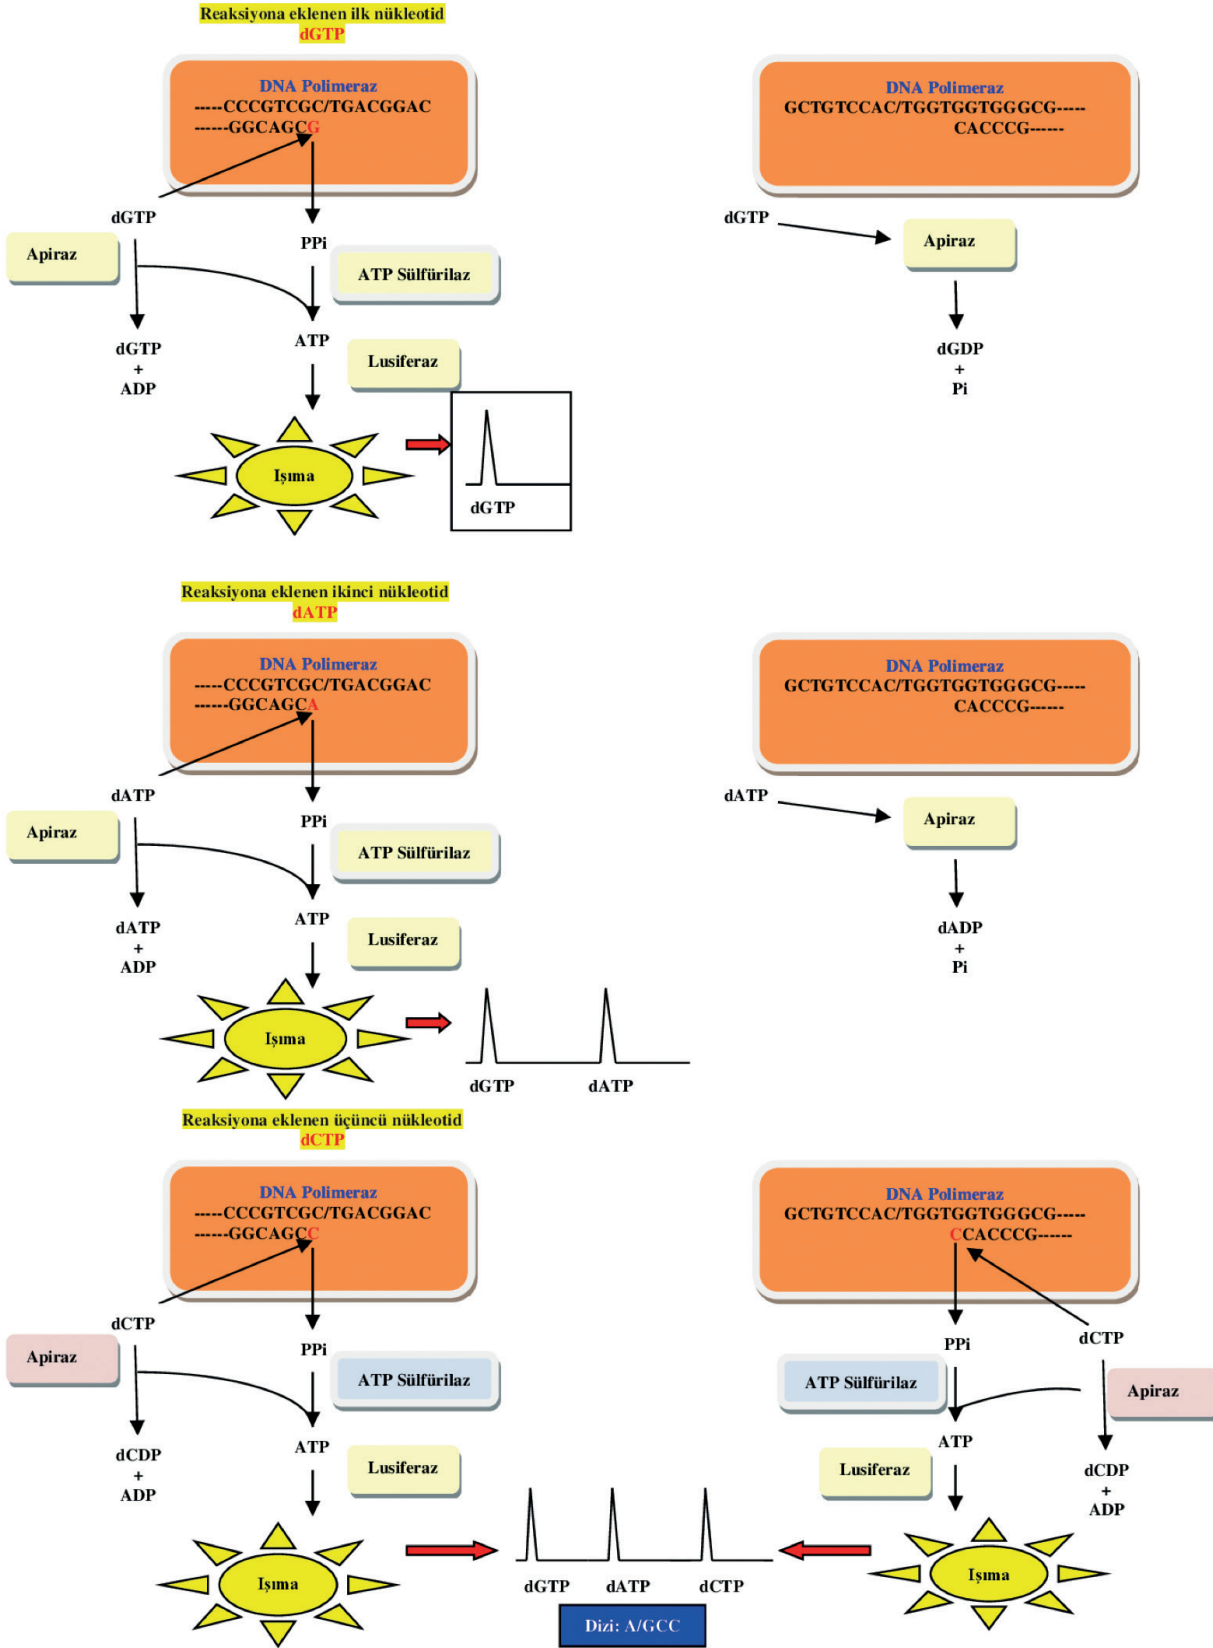 Reaksiyona eklenen ilk nükleotid
dGTP
DNA Polimeraz
-----CCCGTCGC/TGACGGAC
------GGCAGCG
dGTP
Apiraz
PPi
ATP Sülfürilaz
dGTP
+
ADP
ATP
Lusiferaz
Işıma
dGTP
DNA Polimeraz
GCTGTCCAC/TGGTGGTGGGCG-----
CACCCG------
dGTP
Apiraz
dGDP
+
Pi
Reaksiyona eklenen ikinci nükleotid
dATP
DNA Polimeraz
-----CCCGTCGC/TGACGGAC
------GGCAGCA
dATP
Apiraz
PPi
ATP Sülfürilaz
dATP
+
ADP
ATP
Lusiferaz
Işıma
dGTP dATP
DNA Polimeraz
GCTGTCCAC/TGGTGGTGGGCG-----
CACCCG------
dATP
Apiraz
dADP
+
Pi
Reaksiyona eklenen üçüncü nükleotid
dCTP
DNA Polimeraz
-----CCCGTCGC/TGACGGAC
------GGCAGCC
dCTP
Apiraz
PPi
ATP Sülfürilaz
dCDP
+
ADP
ATP
Lusiferaz
Işıma
DNA Polimeraz
GCTGTCCAC/TGGTGGTGGGCG-----
CCACCCG------
PPi
dCTP
ATP Sülfürilaz
Apiraz
ATP
Lusiferaz
dCDP
+
ADP
Işıma
dGTP dATP dCTP
Dizi: A/GCC